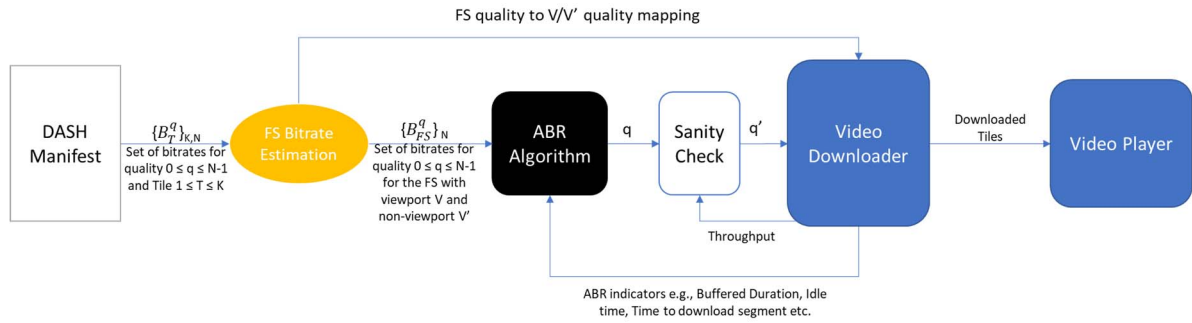 FS quality to V/V’ quality mapping
DASH
Manifest
{B_T^q}_{K,N}
Set of bitrates for
quality 0 ≤ q ≤ N-1
and Tile 1 ≤ T ≤ K
FS Bitrate
Estimation
{B_{FS}^q}_N
Set of bitrates for
quality 0 ≤ q ≤ N-1
for the FS with
viewport V and
non-viewport V’
ABR
Algorithm
q
Sanity
Check
q’
Video
Downloader
Downloaded
Tiles
Video Player
Throughput
ABR indicators e.g., Buffered Duration, Idle
time, Time to download segment etc.